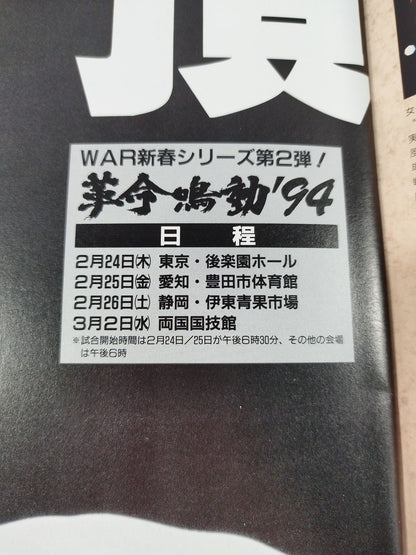 頂
WAR新春シリーズ第2弾！
革命鳴動'94
日程
2月24日㈭ 東京・後楽園ホール
2月25日㈮ 愛知・豊田市体育館
2月26日㈯ 静岡・伊東青果市場
3月2日㈬ 両国国技館
※試合開始時間は2月24日／25日が午後6時30分、その他の会場
は午後6時